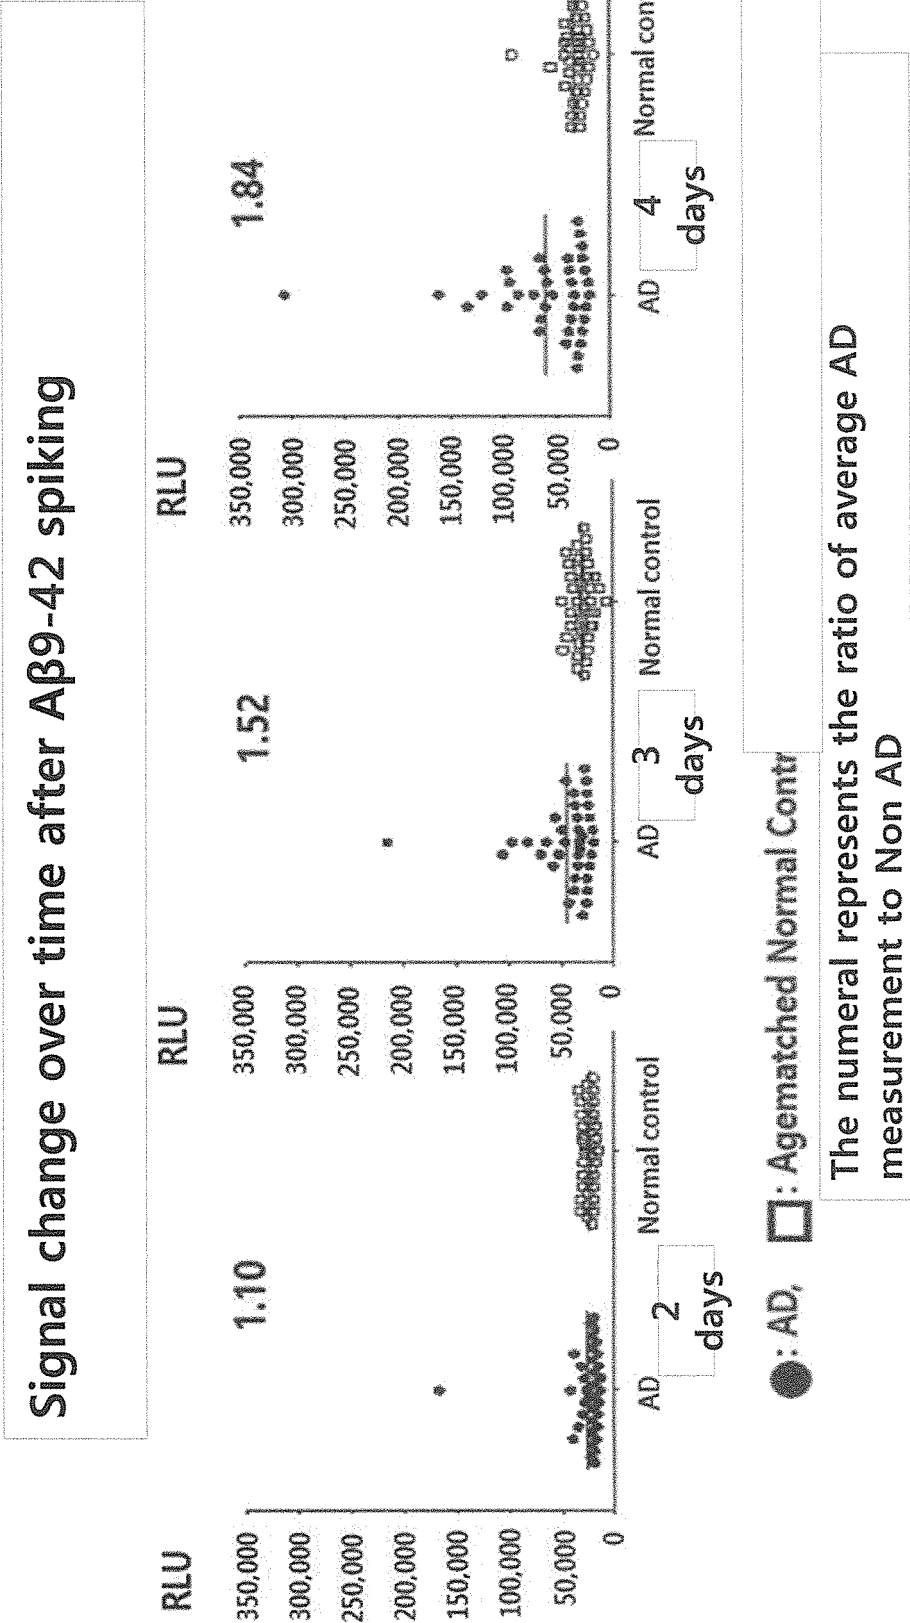 Signal change over time after Aβ9-42 spiking
RLU
350,000
300,000
250,000
200,000
150,000
100,000
50,000
0
1.10
AD
Normal control
2
days
RLU
350,000
300,000
250,000
200,000
150,000
100,000
50,000
0
1.52
AD
Normal control
3
days
RLU
350,000
300,000
250,000
200,000
150,000
100,000
50,000
0
1.84
AD
Normal con
4
days
: AD, : Agematched Normal Contr
The numeral represents the ratio of average AD
measurement to Non AD